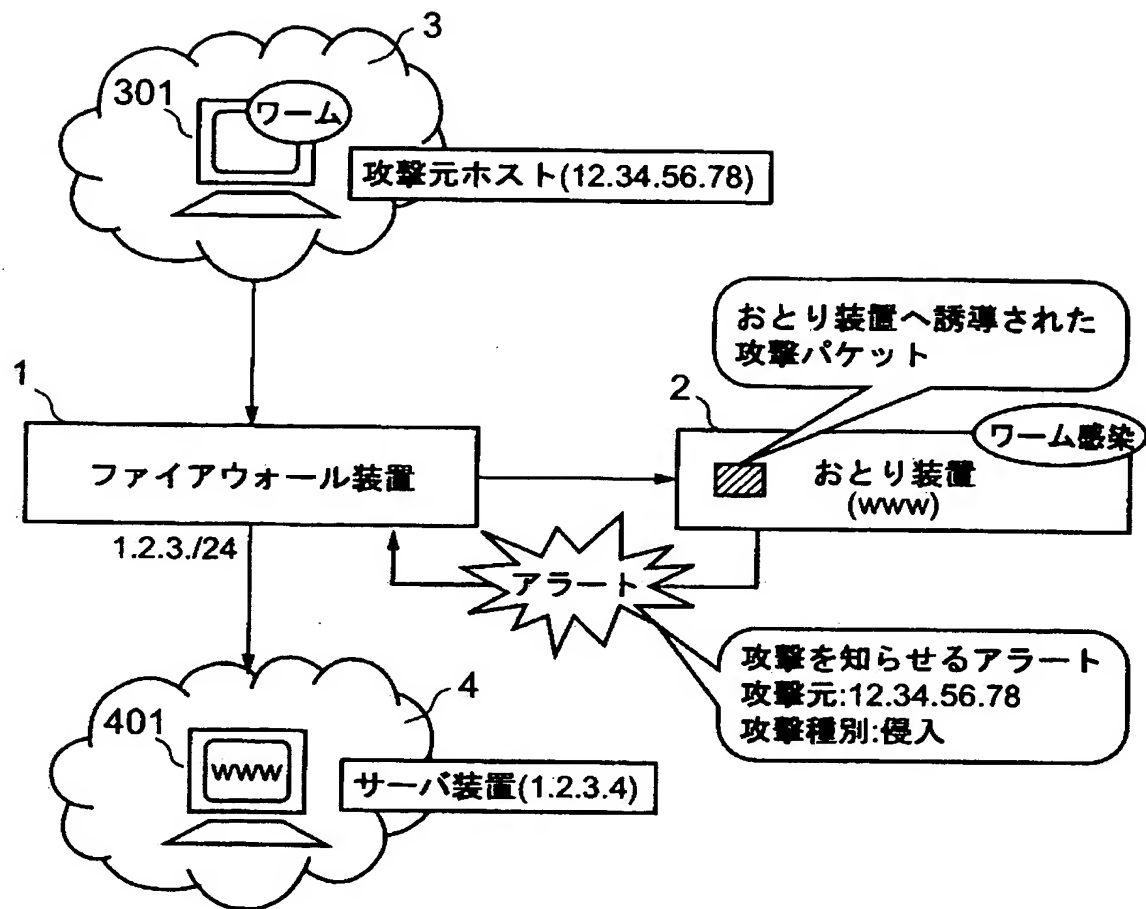 3
301
ワーム
攻撃元ホスト(12.34.56.78)
おとり装置へ誘導された
攻撃パケット
1
2
ワーム感染
ファイアウォール装置
おとり装置
(www)
1.2.3./24
アラート
攻撃を知らせるアラート
攻撃元:12.34.56.78
攻撃種別:侵入
4
401
www
サーバ装置(1.2.3.4)